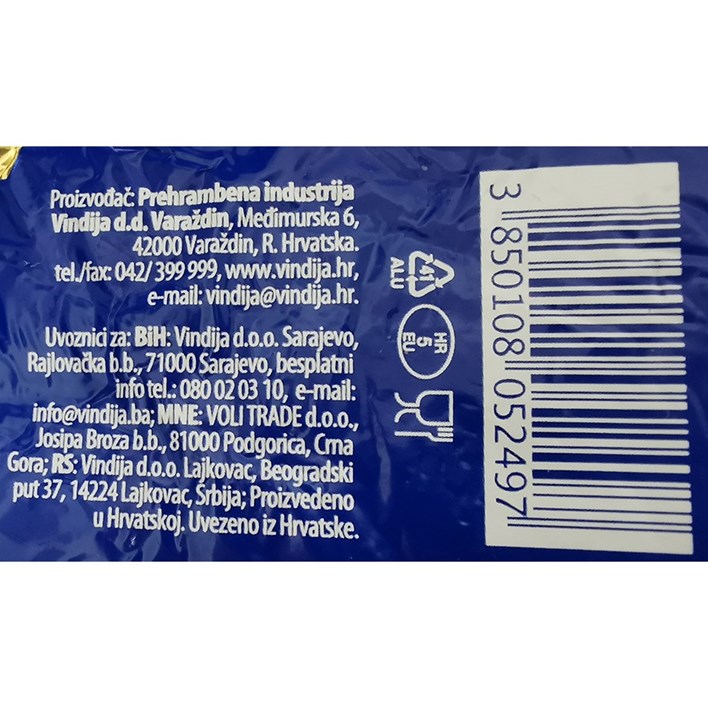 Proizvođač: Prehrambena industrija
Vindija d.d. Varaždin, Međimurska 6,
42000 Varaždin, R. Hrvatska.
tel./fax: 042/ 399 999, www.vindija.hr,
e-mail: vindija@vindija.hr.
Uvoznici za: BiH: Vindija d.o.o. Sarajevo,
Rajlovačka b.b., 71000 Sarajevo, besplatni
info tel.: 080 02 03 10, e-mail:
info@vindija.ba; MNE: VOLI TRADE d.o.o.,
Josipa Broza b.b., 81000 Podgorica, Crna
Gora; RS: Vindija d.o.o. Lajkovac, Beogradski
put 37, 14224 Lajkovac, Srbija; Proizvedeno
u Hrvatskoj. Uvezeno iz Hrvatske.
41
ALU
HR
5
EU
3 850108 052497